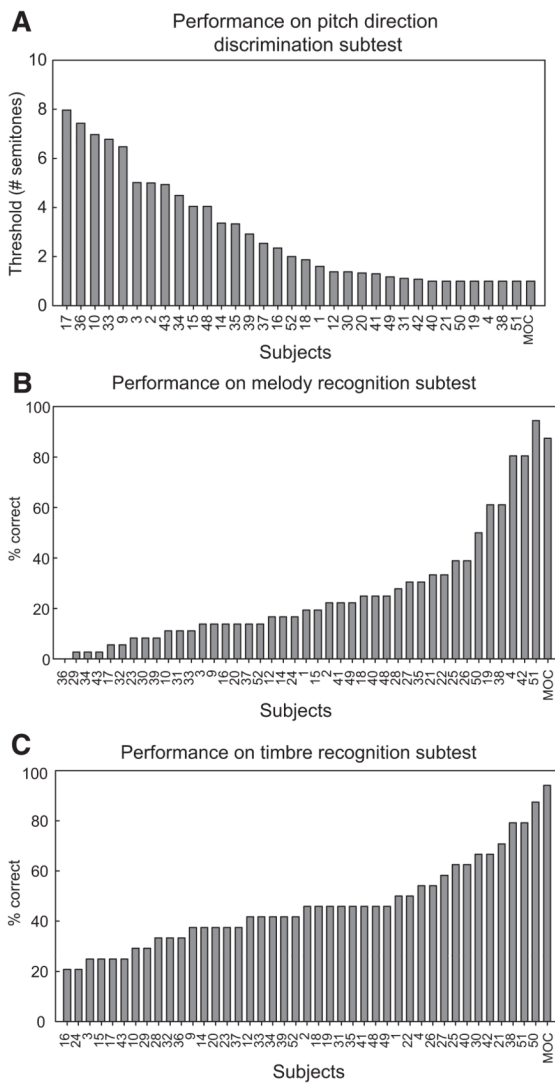 A
Performance on pitch direction
discrimination subtest
10
8
6
4
2
0
Threshold (# semitones)
17 36 10 33 9 3 2 43 34 15 48 14 35 39 37 16 52 18 1 12 30 20 41 49 31 42 40 21 50 19 4 38 51 MOC
Subjects
B
Performance on melody recognition subtest
100
80
60
40
20
0
% correct
36 29 34 43 17 32 23 30 39 10 31 33 3 9 16 20 37 52 12 14 24 1 15 2 41 49 18 40 48 28 27 35 21 22 25 26 50 19 38 4 42 51 MOC
Subjects
C
Performance on timbre recognition subtest
100
80
60
40
20
0
% correct
16 24 3 15 17 43 10 29 28 32 36 9 14 20 23 37 12 33 34 39 52 2 18 19 31 35 41 48 49 1 22 4 26 27 25 40 30 42 21 38 51 50 MOC
Subjects